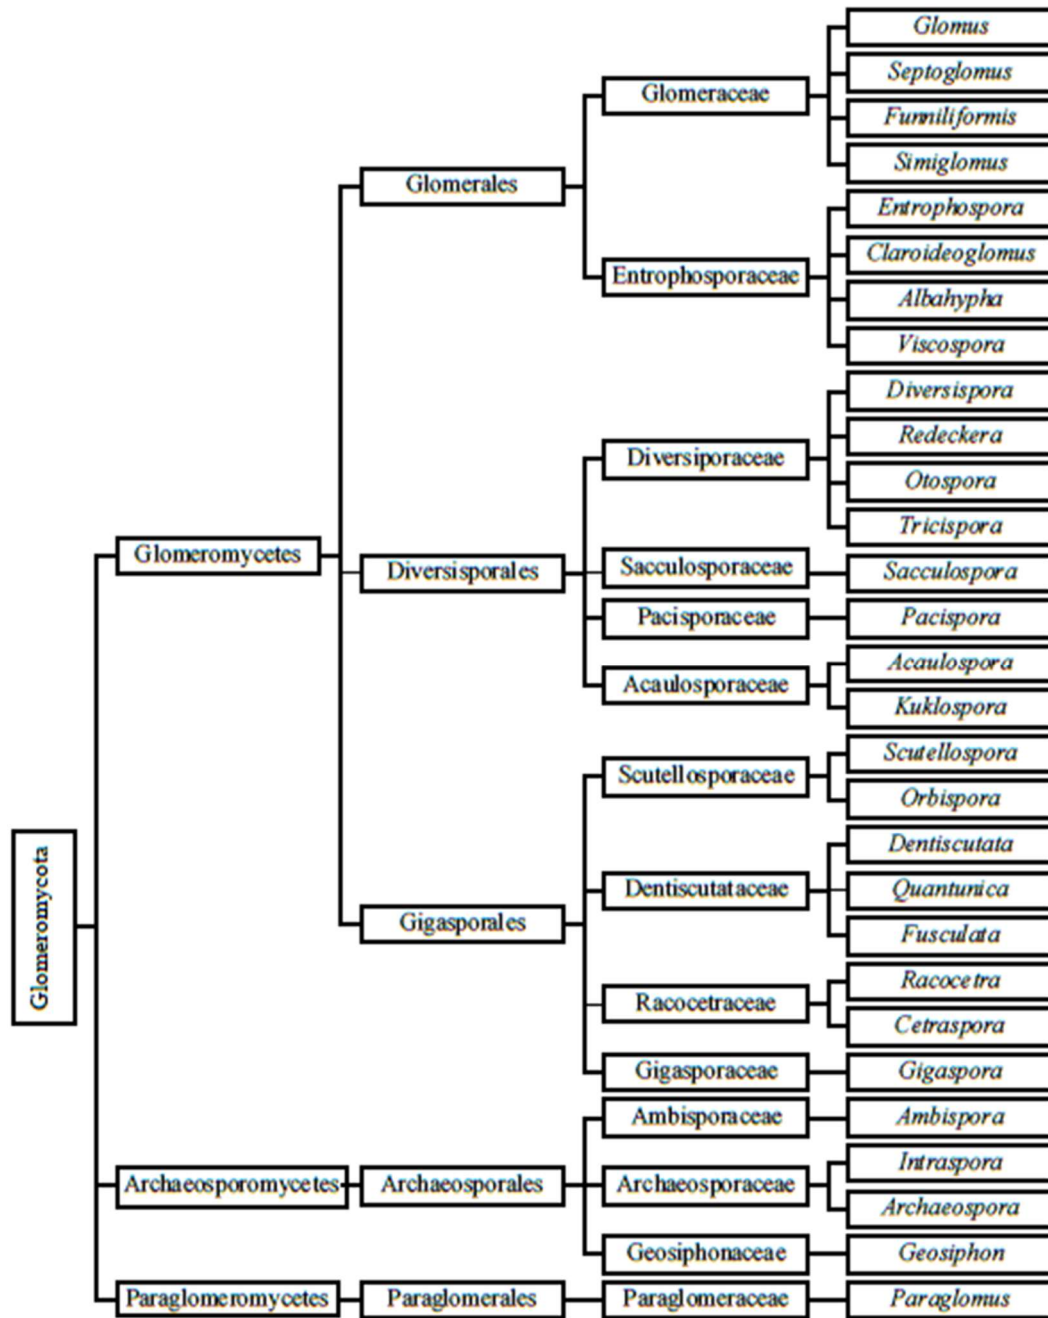 Glomeromycota
Glomeromycetes
Glomerales
Glomeraceae
Glomus
Septoglomus
Funniliformis
Simiglomus
Entrophosporaceae
Entrophospora
Claroideoglomus
Albahypha
Viscospora
Diversisporales
Diversiporaceae
Diversispora
Redeckera
Otospora
Tricispora
Sacculosporaceae
Sacculospora
Pacisporaceae
Pacispora
Acaulosporaceae
Acaulospora
Kuklospora
Gigasporales
Scutellosporaceae
Scutellospora
Orbispora
Dentiscutataceae
Dentiscutata
Quantunica
Fusculata
Racocetraceae
Racocetra
Cetraspora
Gigasporaceae
Gigaspora
Archaeosporomycetes
Archaeosporales
Ambisporaceae
Ambispora
Archaeosporaceae
Intraspora
Archaeospora
Geosiphonaceae
Geosiphon
Paraglomeromycetes
Paraglomerales
Paraglomeraceae
Paraglomus